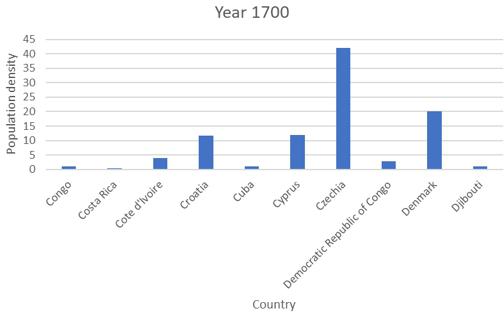 Year 1700
Population density
45
40
35
30
25
20
15
10
5
0
Congo
Costa Rica
Cote d'Ivoire
Croatia
Cuba
Cyprus
Czechia
Democratic Republic of Congo
Denmark
Djibouti
Country